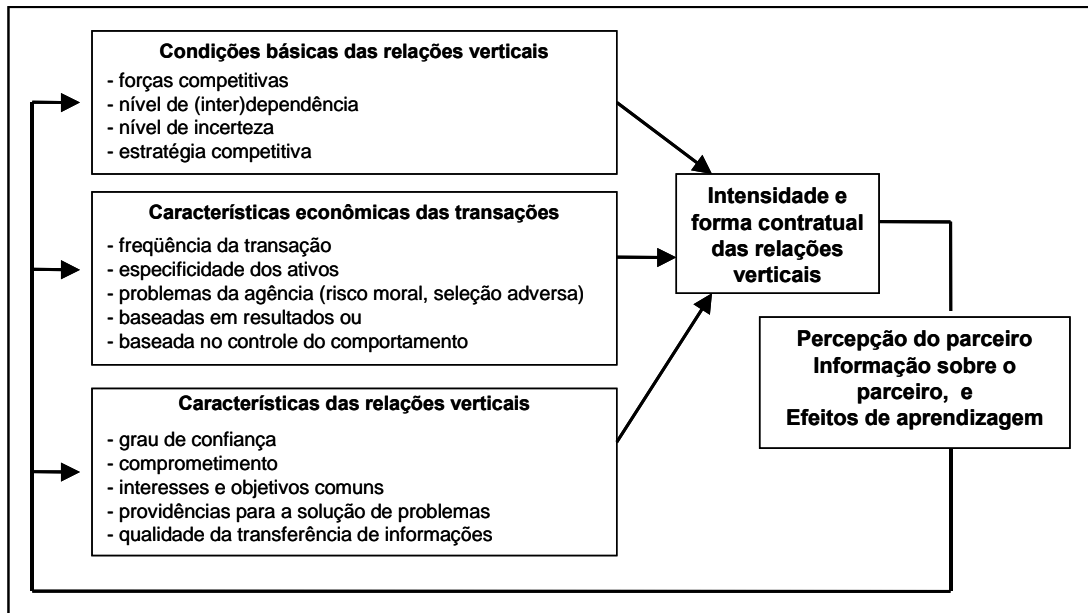 Condições básicas das relações verticais
- forças competitivas
- nível de (inter)dependência
- nível de incerteza
- estratégia competitiva
Características econômicas das transações
- freqüência da transação
- especificidade dos ativos
- problemas da agência (risco moral, seleção adversa)
- baseadas em resultados ou
- baseada no controle do comportamento
Características das relações verticais
- grau de confiança
- comprometimento
- interesses e objetivos comuns
- providências para a solução de problemas
- qualidade da transferência de informações
Intensidade e
forma contratual
das relações
verticais
Percepção do parceiro
Informação sobre o
parceiro, e
Efeitos de aprendizagem